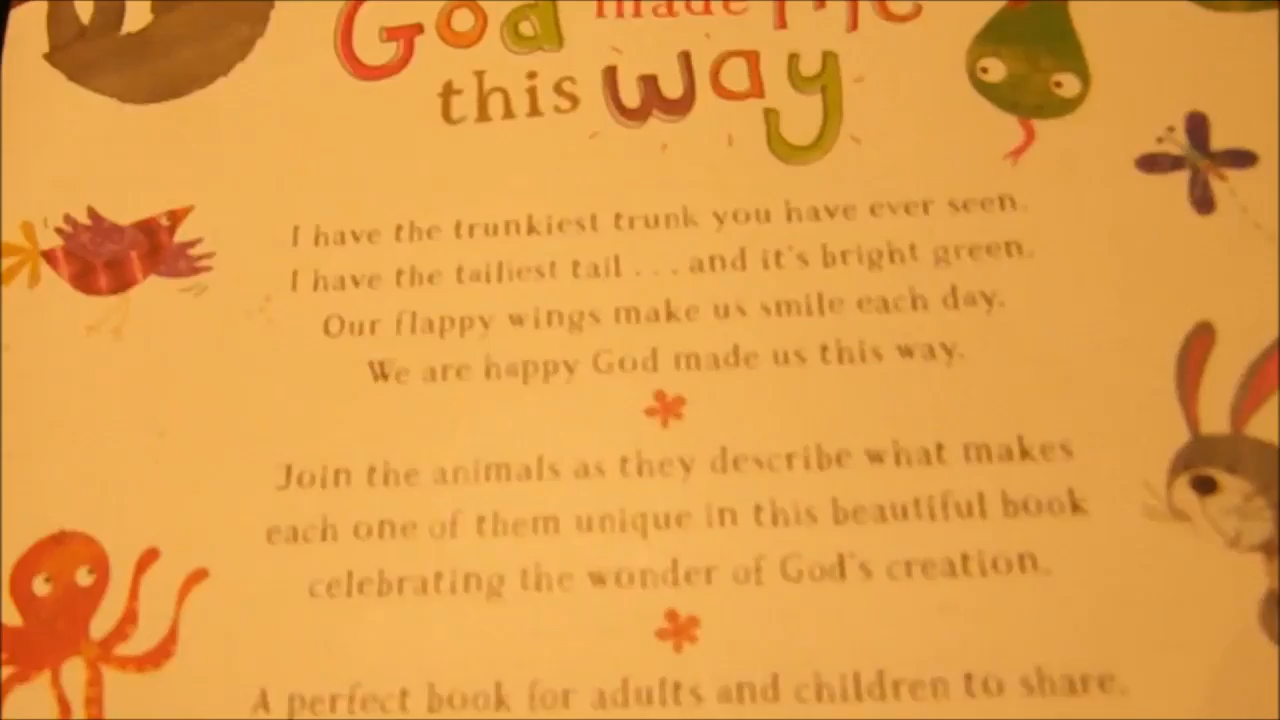 God made me
this way
I have the trunkiest trunk you have ever seen.
I have the tailiest tail . . . and it's bright green.
Our flappy wings make us smile each day.
We are happy God made us this way.
Join the animals as they describe what makes
each one of them unique in this beautiful book
celebrating the wonder of God's creation.
A perfect book for adults and children to share.